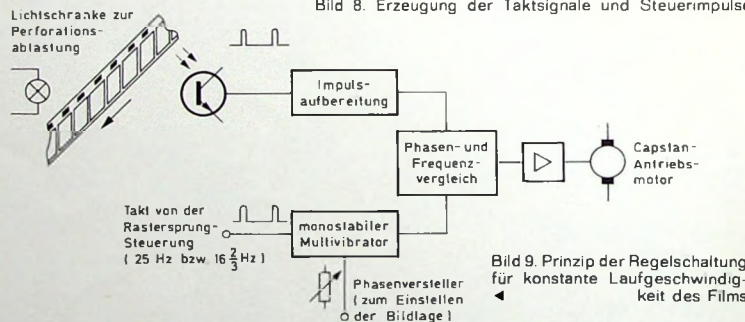 Bild 8. Erzeugung der Taktsignale und Steuerimpulse
Lichtschranke zur
Perforations-
abtastung
Impuls-
aufbereitung
Phasen- und
Frequenz-
vergleich
Capstan-
Antriebs-
motor
Takt von der
Rastersprung-
Steuerung
( 25 Hz bzw. 16 2/3 Hz )
monostabiler
Multivibrator
Phasenversteller
( zum Einstellen
der Bildlage )
Bild 9. Prinzip der Regelschaltung
für konstante Laufgeschwindig-
◄ keit des Films